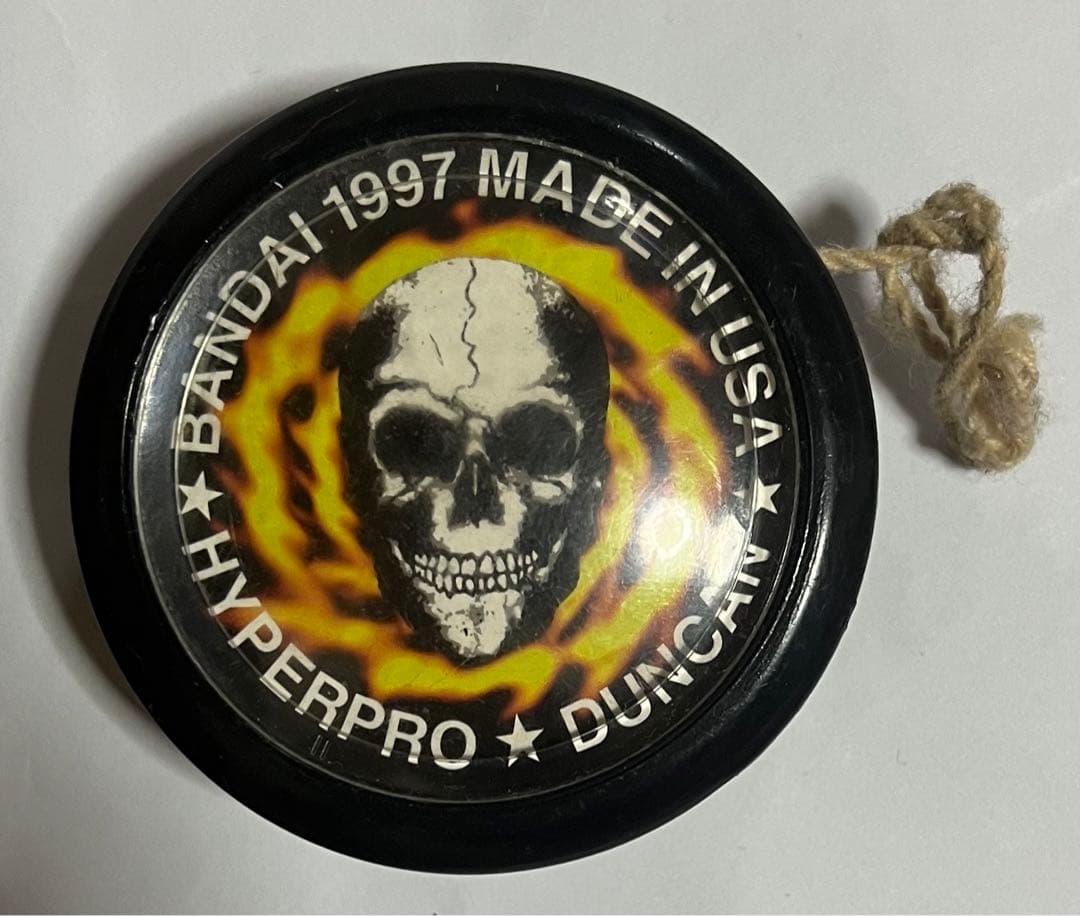 BANDAI 1997 MADE IN USA
★ HYPERPRO ★ DUNCAN ★